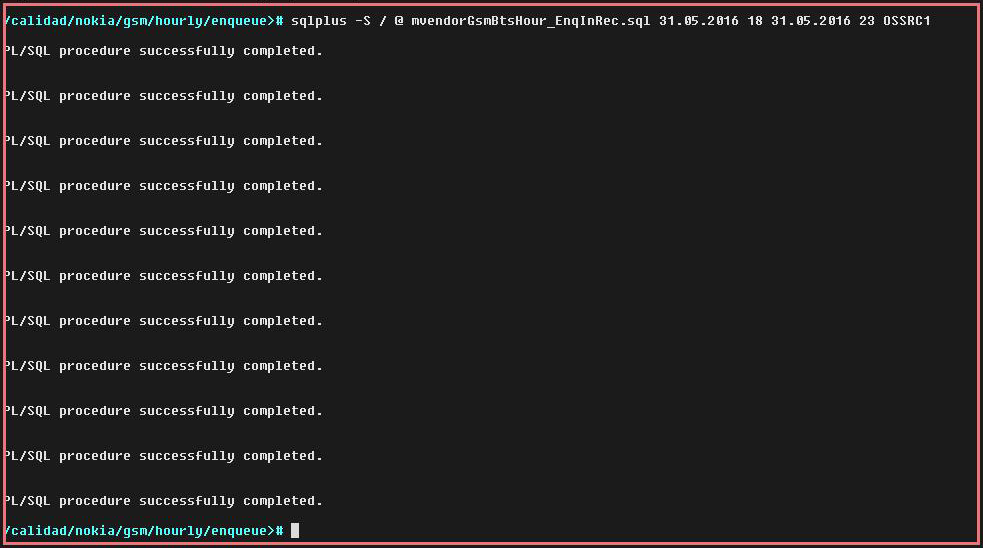 /calidad/nokia/gsm/hourly/enqueue># sqlplus -S / @ mvendorGsmBtsHour_EnqInRec.sql 31.05.2016 18 31.05.2016 23 OSSRC1
PL/SQL procedure successfully completed.
PL/SQL procedure successfully completed.
PL/SQL procedure successfully completed.
PL/SQL procedure successfully completed.
PL/SQL procedure successfully completed.
PL/SQL procedure successfully completed.
PL/SQL procedure successfully completed.
PL/SQL procedure successfully completed.
PL/SQL procedure successfully completed.
PL/SQL procedure successfully completed.
PL/SQL procedure successfully completed.
/calidad/nokia/gsm/hourly/enqueue>#